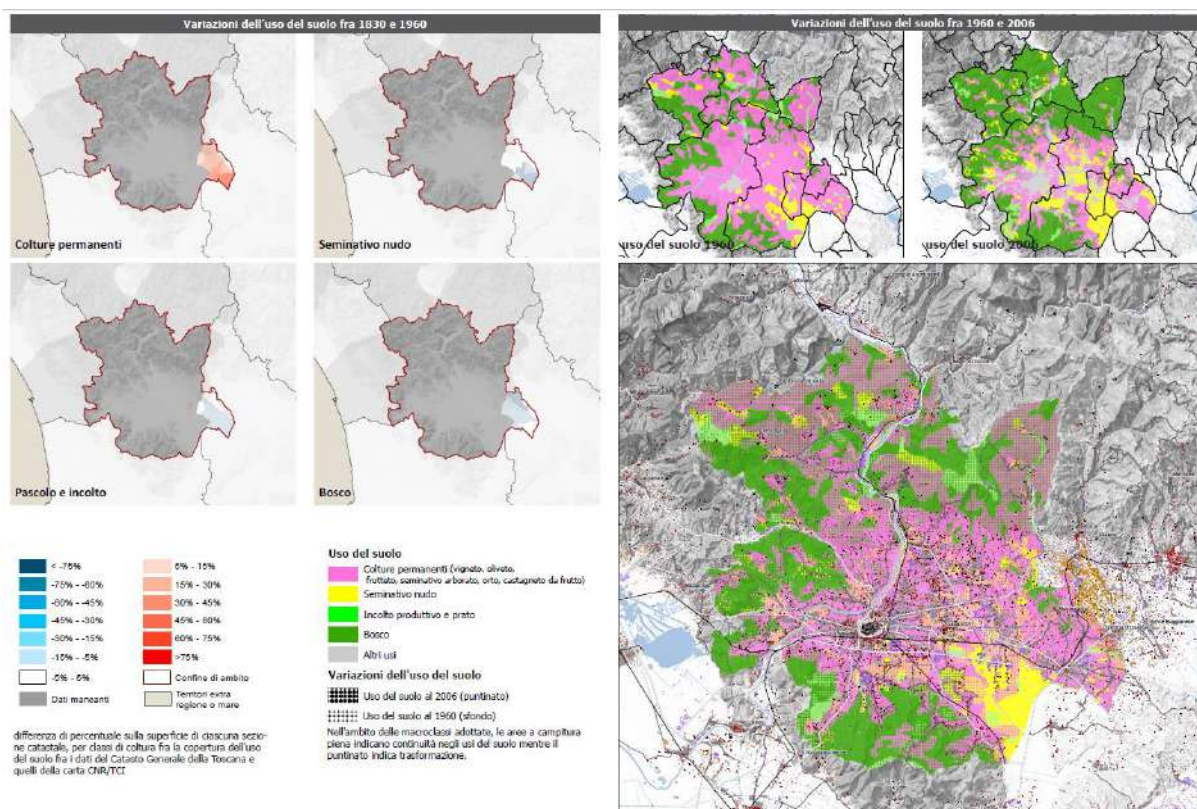 Variazioni dell'uso del suolo fra 1830 e 1960
Colture permanenti
Seminativo nudo
Pascolo e incolto
Bosco
Variazioni dell'uso del suolo fra 1960 e 2006
uso del suolo 1960
uso del suolo 2006
< -75%
-75% - -60%
-60% - -45%
-45% - -30%
-30% - -15%
-15% - -5%
-5% - 5%
Dati mancanti
5% - 15%
15% - 30%
30% - 45%
45% - 60%
60% - 75%
>75%
Confine di ambito
Territori extra
regione o mare
differenza di percentuale sulla superficie di ciascuna sezio-
ne catastale, per classi di coltura fra la copertura dell'uso
del suolo fra i dati del Catasto Generale della Toscana e
quelli della carta CNR/TCI
Uso del suolo
Colture permanenti (vigneto, oliveto,
frutteto, seminativo arborato, orto, castagneto da frutto)
Seminativo nudo
Incolto produttivo e prato
Bosco
Altri usi
Variazioni dell'uso del suolo
Uso del suolo al 2006 (puntinato)
Uso del suolo al 1960 (sfondo)
Nell'ambito delle macroclassi adottate, le aree a campitura
piena indicano continuità negli usi del suolo mentre il
puntinato indica trasformazione.